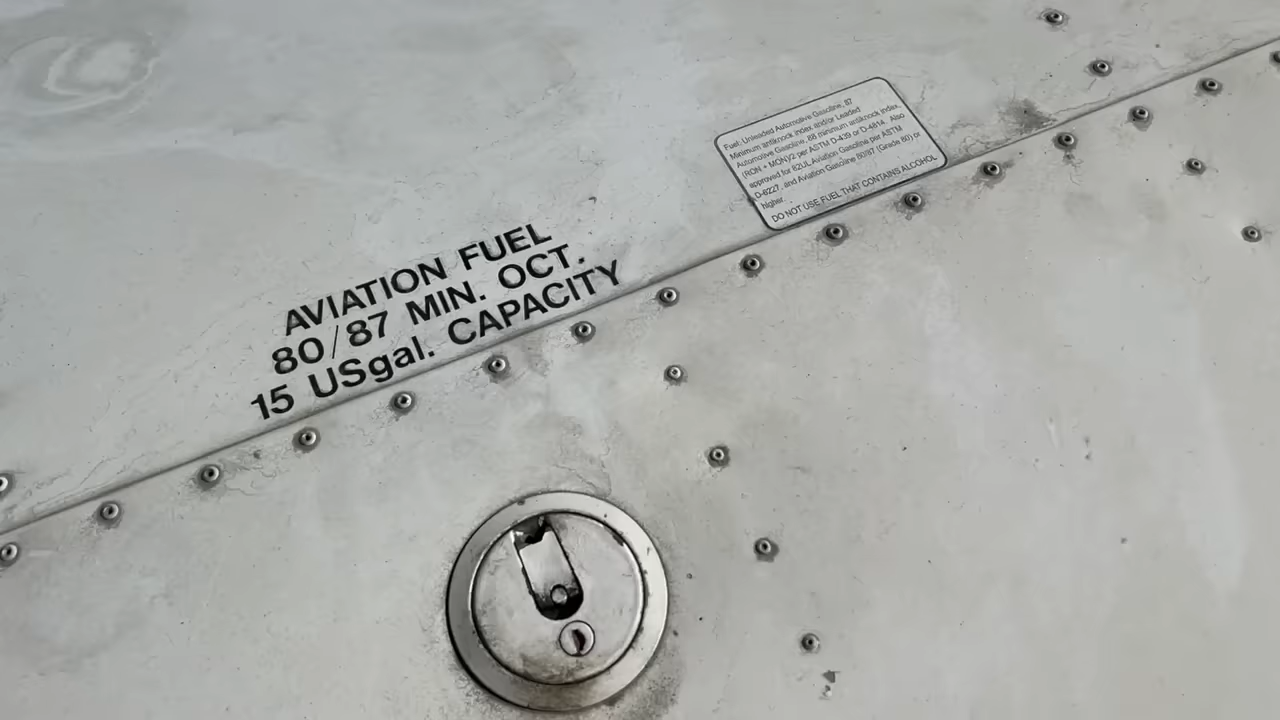 AVIATION FUEL
80/87 MIN. OCT.
15 USgal. CAPACITY
Fuel: Unleaded Automotive Gasoline, 87
Minimum antiknock index and/or Leaded
Automotive Gasoline, 88 minimum antiknock index,
(RON + MON)/2 per ASTM D-439 or D-4814. Also
approved for 82UL Aviation Gasoline per ASTM
D-6227, and Aviation Gasoline 80/87 (Grade 80) or
higher.
DO NOT USE FUEL THAT CONTAINS ALCOHOL